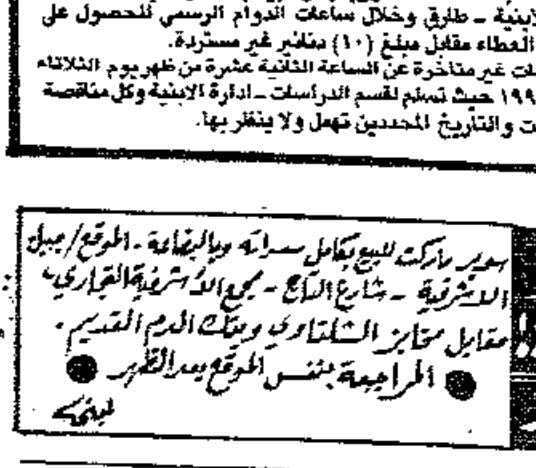 الابنية - طارق وخلال ساعات الدوام الرسمي للحصول على
العطاء مقابل مبلغ (١٠) دنانير غير مستردة.
غير متأخرة عن الساعة الثانية عشرة من ظهر يوم الثلاثاء
١٩٩ حيث تسلم لقسم الدراسات - ادارة الابنية وكل مناقصة
والتاريخ المحددين تهمل ولا ينظر بها.
سوبر ماركت للبيع بكامل معداته وبالبضاعة - الموقع / جبل
الاشرفية - شارع التاج - مجمع الأشرفية التجاري
مقابل مخابز الشلتاوي وبنك الدم القديم.
المراجعة بنفس الموقع بعد الظهر